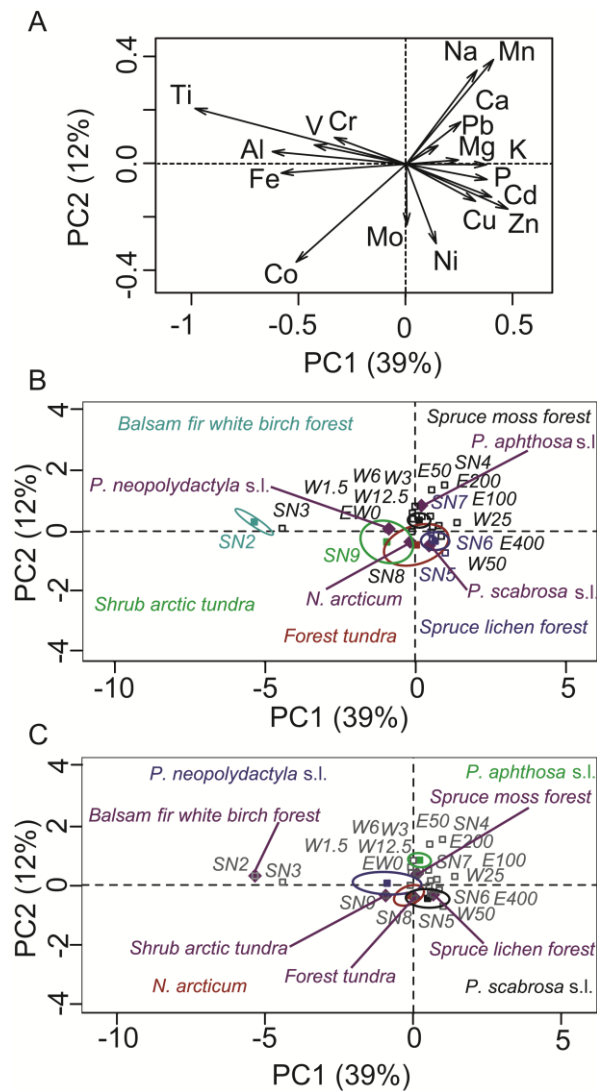 A
PC2 (12%)
0.4
0.0
-0.4
Na Mn
Ti Ca
V Cr Pb
Al Mg K
Fe P
Cd
Cu Zn
Mo Ni
Co
-1 -0.5 0 0.5
PC1 (39%)
B
PC2 (12%)
4
2
0
-2
-4
Balsam fir white birch forest Spruce moss forest
P. aphthosa s.l.
W6 W3 E50 SN4
P. neopolydactyla s.l. W1.5 W12.5 SN7 E200
SN3 EW0 E100
W25
SN2 SN9 SN6 E400
SN8 SN5 W50
Shrub arctic tundra N. arcticum P. scabrosa s.l.
Forest tundra Spruce lichen forest
-10 -5 0 5
PC1 (39%)
C
PC2 (12%)
4
2
0
-2
-4
P. neopolydactyla s.l. P. aphthosa s.l.
Balsam fir white birch forest Spruce moss forest
W6 W3 E50 SN4
W1.5 W12.5 E200
SN2 SN3 EW0 SN7 E100
W25
SN9 SN8 SN6 E400
SN5 W50
Shrub arctic tundra Spruce lichen forest
Forest tundra
N. arcticum P. scabrosa s.l.
-10 -5 0 5
PC1 (39%)